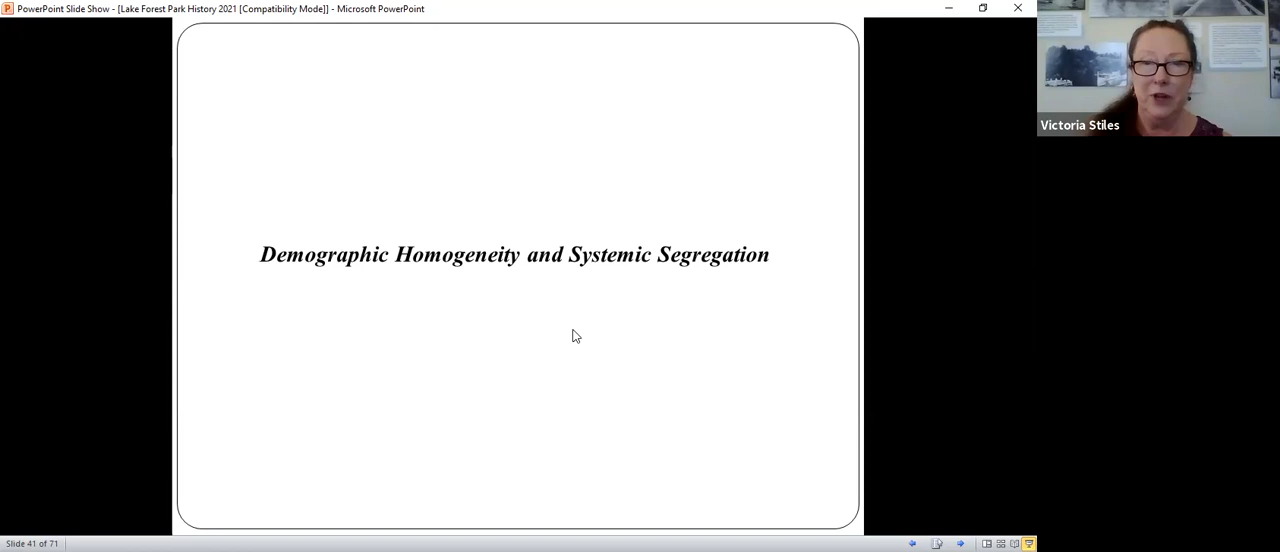 PowerPoint Slide Show - [Lake Forest Park History 2021 [Compatibility Mode]] - Microsoft PowerPoint
Victoria Stiles
Demographic Homogeneity and Systemic Segregation
Slide 41 of 71